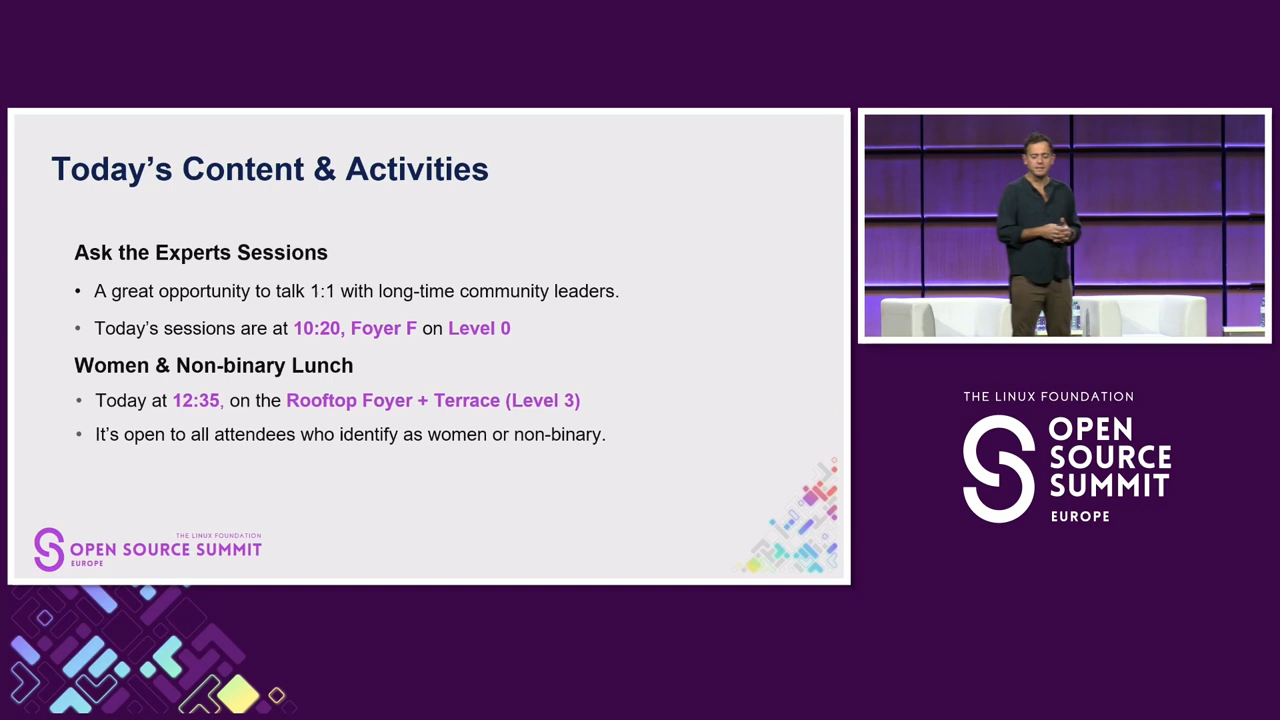 Today’s Content & Activities
Ask the Experts Sessions
• A great opportunity to talk 1:1 with long-time community leaders.
• Today’s sessions are at 10:20, Foyer F on Level 0
Women & Non-binary Lunch
• Today at 12:35, on the Rooftop Foyer + Terrace (Level 3)
• It’s open to all attendees who identify as women or non-binary.
THE LINUX FOUNDATION
OPEN SOURCE SUMMIT
EUROPE
THE LINUX FOUNDATION
OPEN
SOURCE
SUMMIT
EUROPE